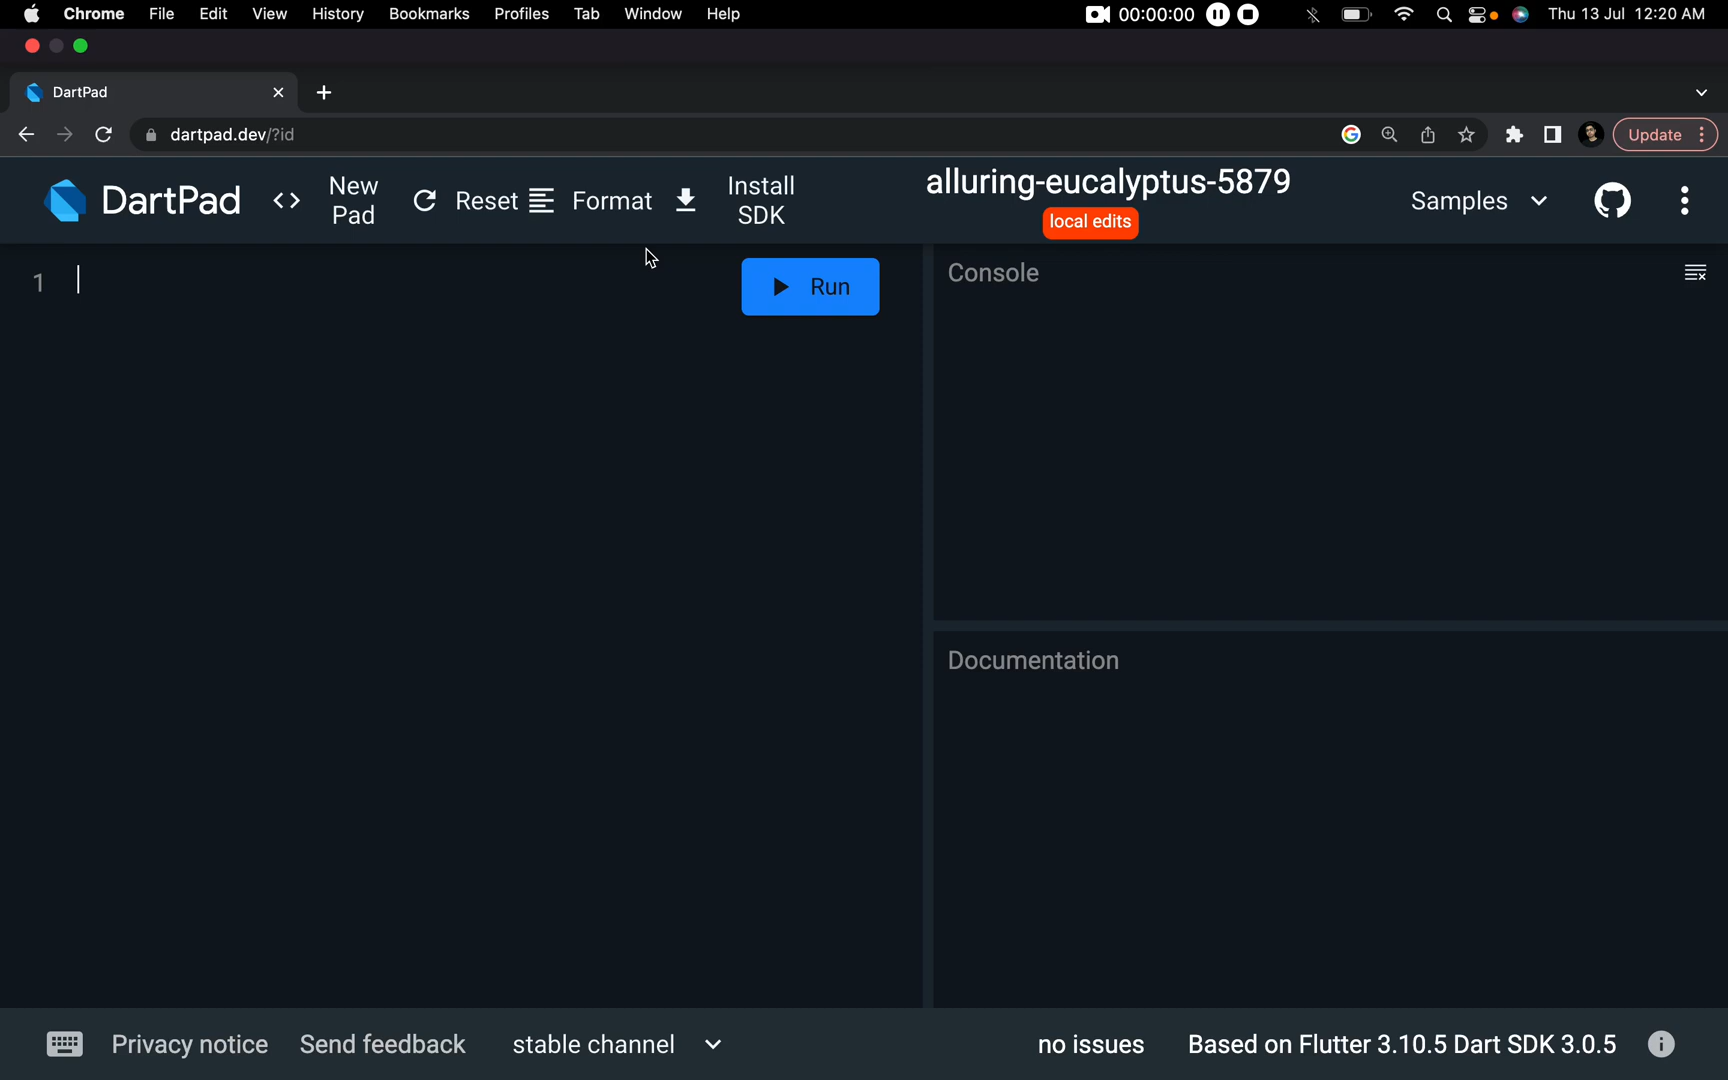 Chrome File Edit View History Bookmarks Profiles Tab Window Help 00:00:00 Thu 13 Jul 12:20 AM
DartPad
dartpad.dev/?id Update
DartPad New Pad Reset Format Install SDK alluring-eucalyptus-5879 Samples
local edits
1 Run Console
Documentation
Privacy notice Send feedback stable channel no issues Based on Flutter 3.10.5 Dart SDK 3.0.5